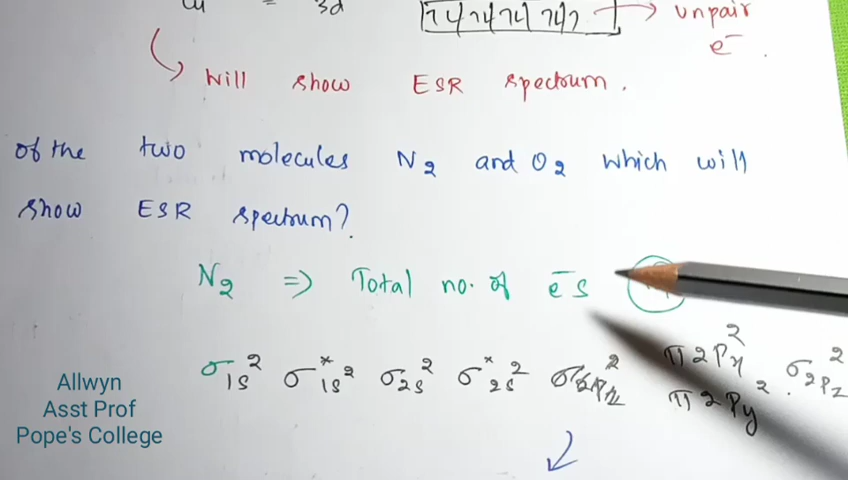 Cu = 3d unpair
e⁻.
Will show ESR spectrum.
of the two molecules N₂ and O₂ which will
show ESR spectrum?
N₂ ⇒ Total no. of e⁻s
σ1s² σ*1s² σ2s² σ*2s² π2Px² π2Py². σ2Pz²
Allwyn
Asst Prof
Pope's College